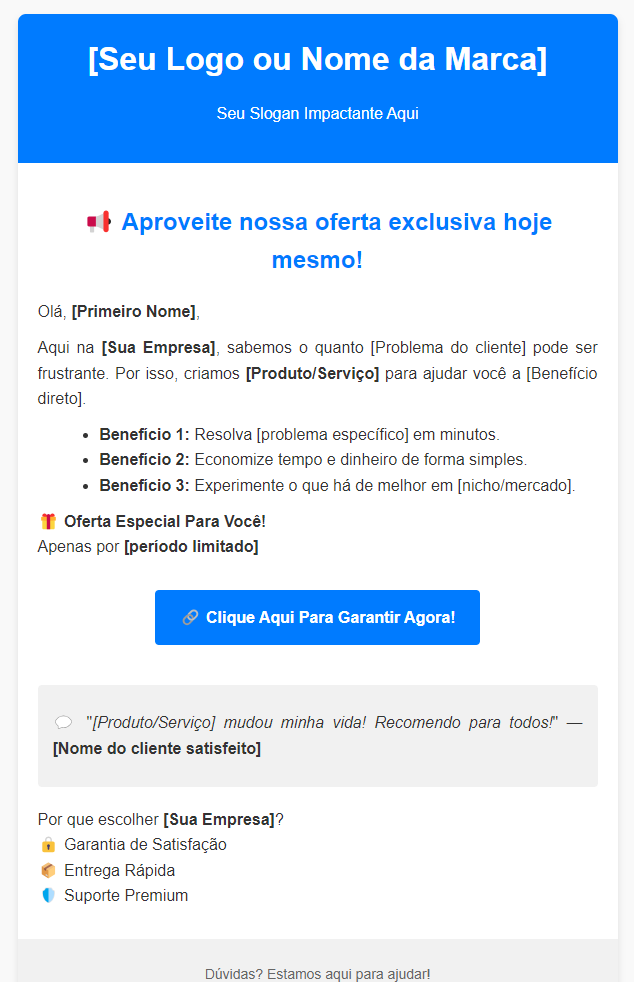 [Seu Logo ou Nome da Marca]
Seu Slogan Impactante Aqui
📢 Aproveite nossa oferta exclusiva hoje
mesmo!
Olá, [Primeiro Nome],
Aqui na [Sua Empresa], sabemos o quanto [Problema do cliente] pode ser
frustrante. Por isso, criamos [Produto/Serviço] para ajudar você a [Benefício
direto].
• Benefício 1: Resolva [problema específico] em minutos.
• Benefício 2: Economize tempo e dinheiro de forma simples.
• Benefício 3: Experimente o que há de melhor em [nicho/mercado].
🎁 Oferta Especial Para Você!
Apenas por [período limitado]
🔗 Clique Aqui Para Garantir Agora!
💬 "[Produto/Serviço] mudou minha vida! Recomendo para todos!" —
[Nome do cliente satisfeito]
Por que escolher [Sua Empresa]?
🔒 Garantia de Satisfação
📦 Entrega Rápida
🛡️ Suporte Premium
Dúvidas? Estamos aqui para ajudar!